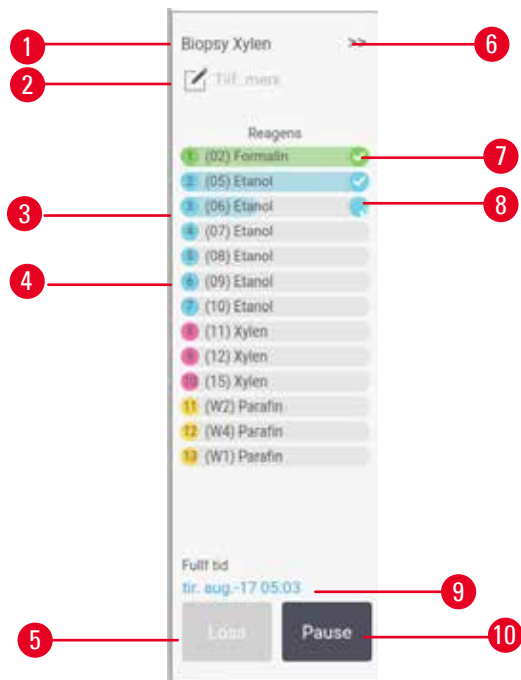 1 Biopsy Xylen >> 6
2 Tilf. merk
Reagens
1 (02) Formalin 7
2 (05) Etanol
3 3 (06) Etanol 8
4 (07) Etanol
5 (08) Etanol
4 6 (09) Etanol
7 (10) Etanol
8 (11) Xylen
9 (12) Xylen
10 (15) Xylen
11 (W2) Parafin
12 (W4) Parafin
13 (W1) Parafin
Fullf tid
tir. aug.-17 05:03 9
5 Loss Pause 10